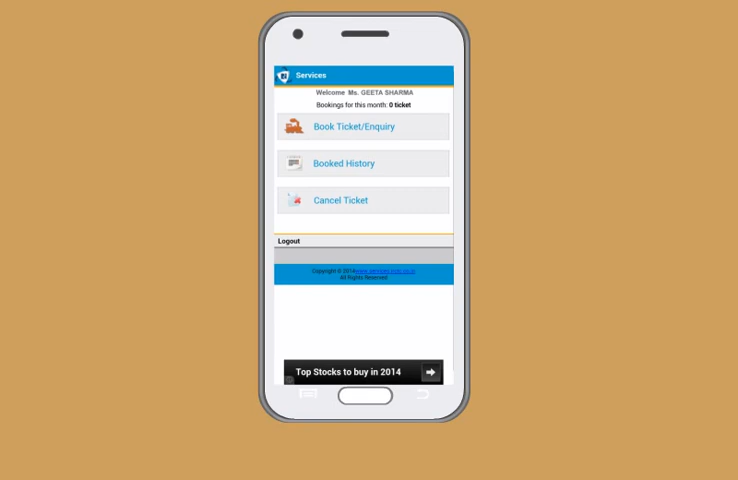 Services
Welcome Ms. GEETA SHARMA
Bookings for this month: 0 ticket
Book Ticket/Enquiry
Booked History
Cancel Ticket
Logout
Copyright © 2014
All Rights Reserved
Top Stocks to buy in 2014